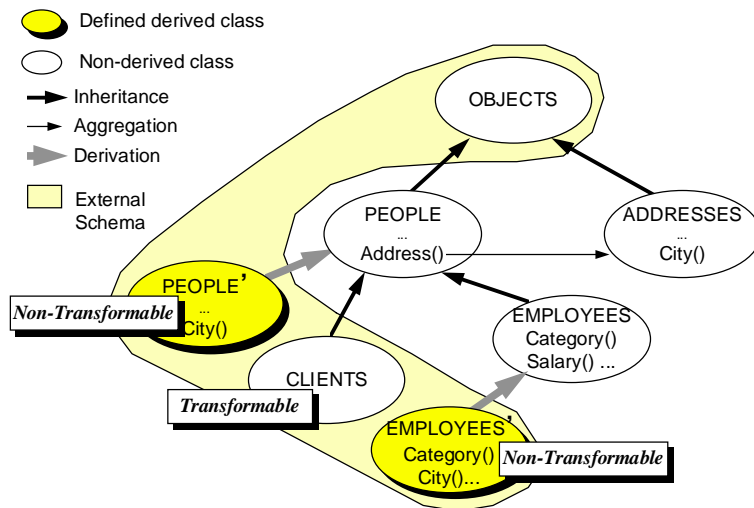 Defined derived class
Non-derived class
Inheritance
Aggregation
Derivation
External
Schema
OBJECTS
PEOPLE
...
Address()
ADDRESSES
...
City()
PEOPLE’
...
City()
Non-Transformable
EMPLOYEES
Category()
Salary() ...
CLIENTS
Transformable
EMPLOYEES’
Category()
City()...
Non-Transformable